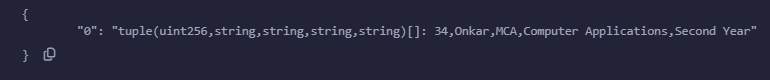 {
"0": "tuple(uint256,string,string,string,string)[]: 34,Onkar,MCA,Computer Applications,Second Year"
}